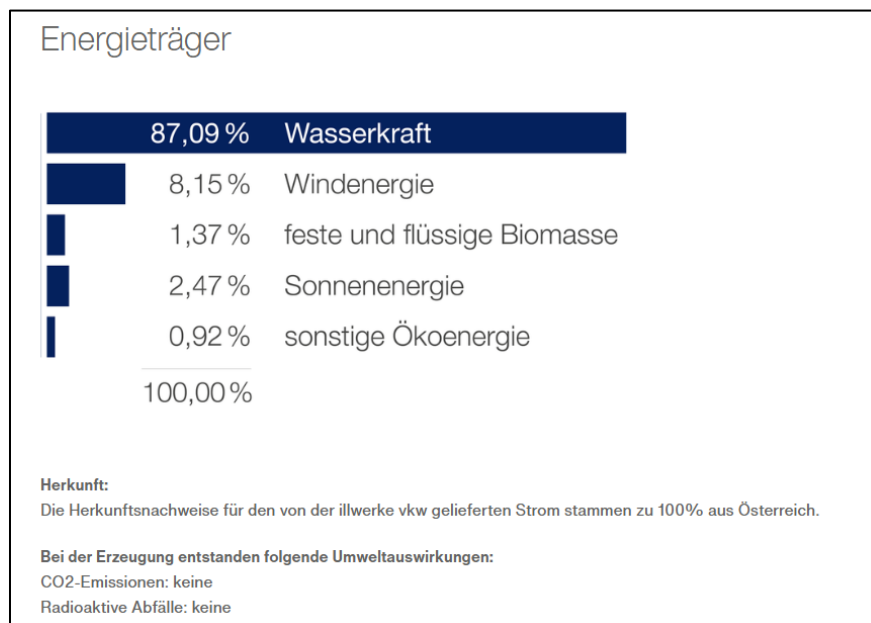 Energieträger
87,09 % Wasserkraft
8,15 % Windenergie
1,37 % feste und flüssige Biomasse
2,47 % Sonnenenergie
0,92 % sonstige Ökoenergie
100,00 %
Herkunft:
Die Herkunftsnachweise für den von der illwerke vkw gelieferten Strom stammen zu 100% aus Österreich.
Bei der Erzeugung entstanden folgende Umweltauswirkungen:
CO2-Emissionen: keine
Radioaktive Abfälle: keine